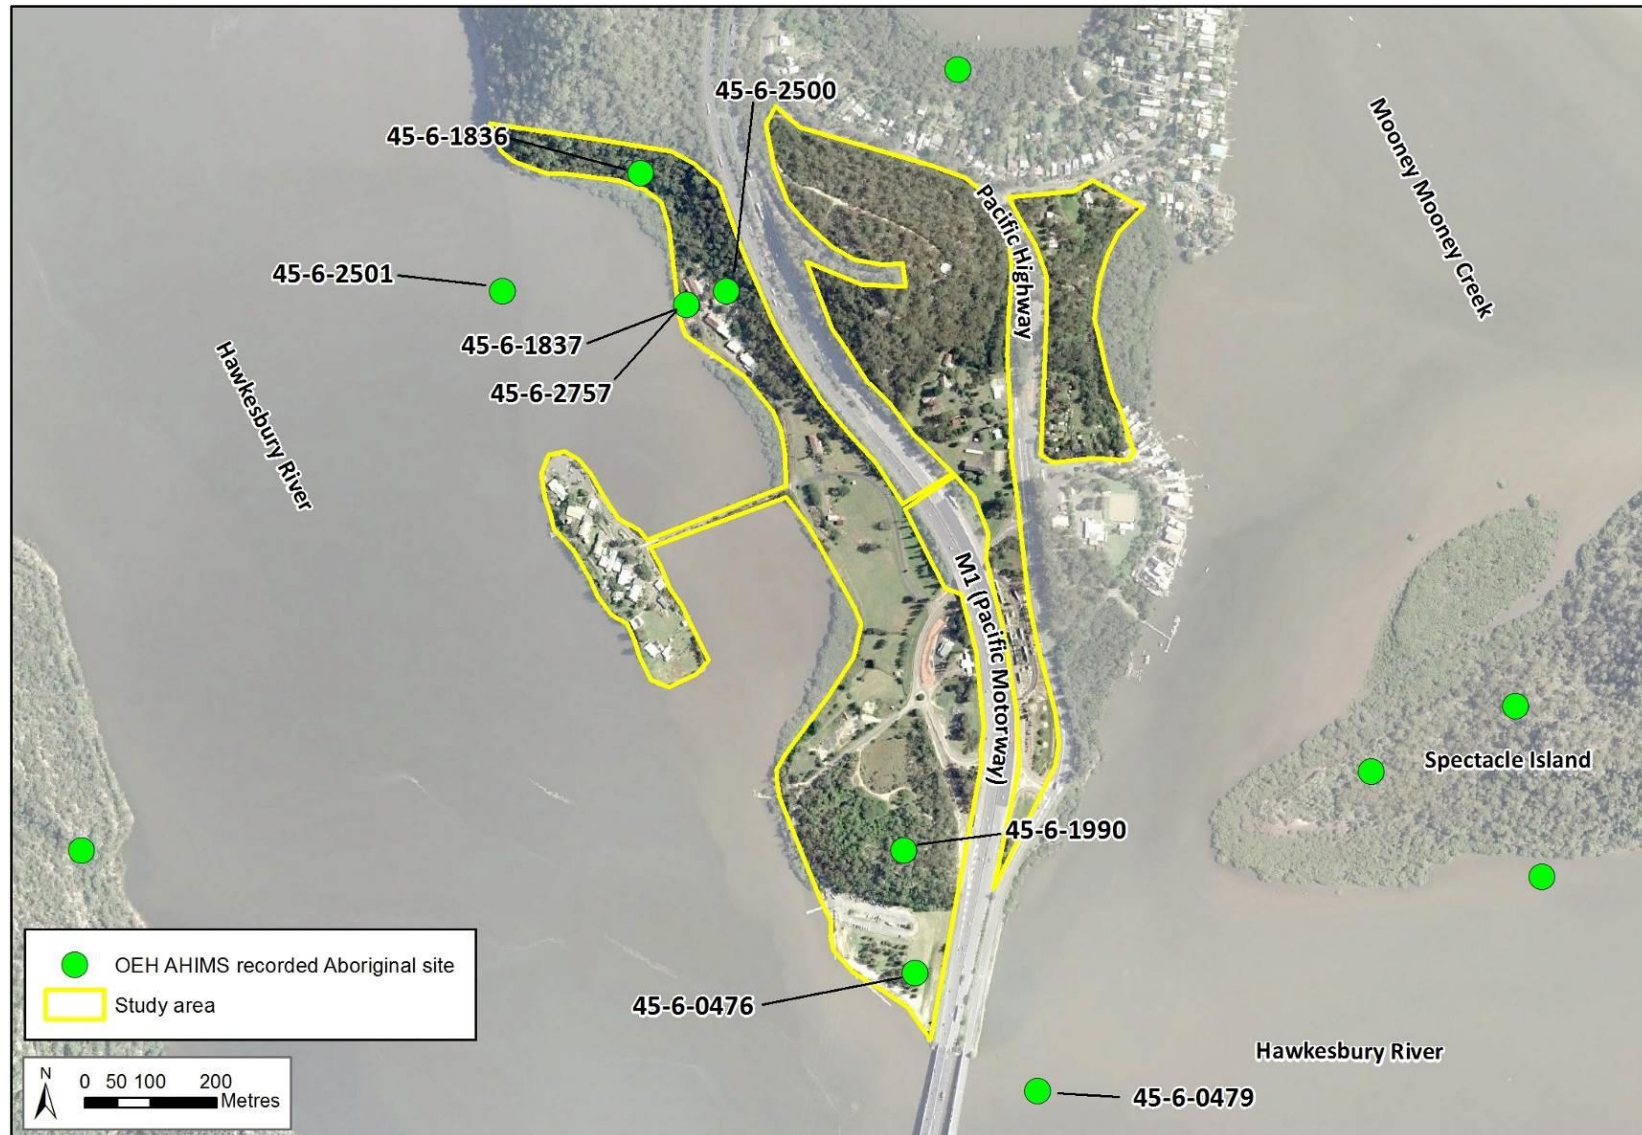 45-6-2500
45-6-1836
Mooney Mooney Creek
Pacific Highway
45-6-2501
45-6-1837
45-6-2757
Hawkesbury River
M1 (Pacific Motorway)
Spectacle Island
45-6-1990
45-6-0476
Hawkesbury River
45-6-0479
OEH AHIMS recorded Aboriginal site
Study area
N
0 50 100 200
Metres